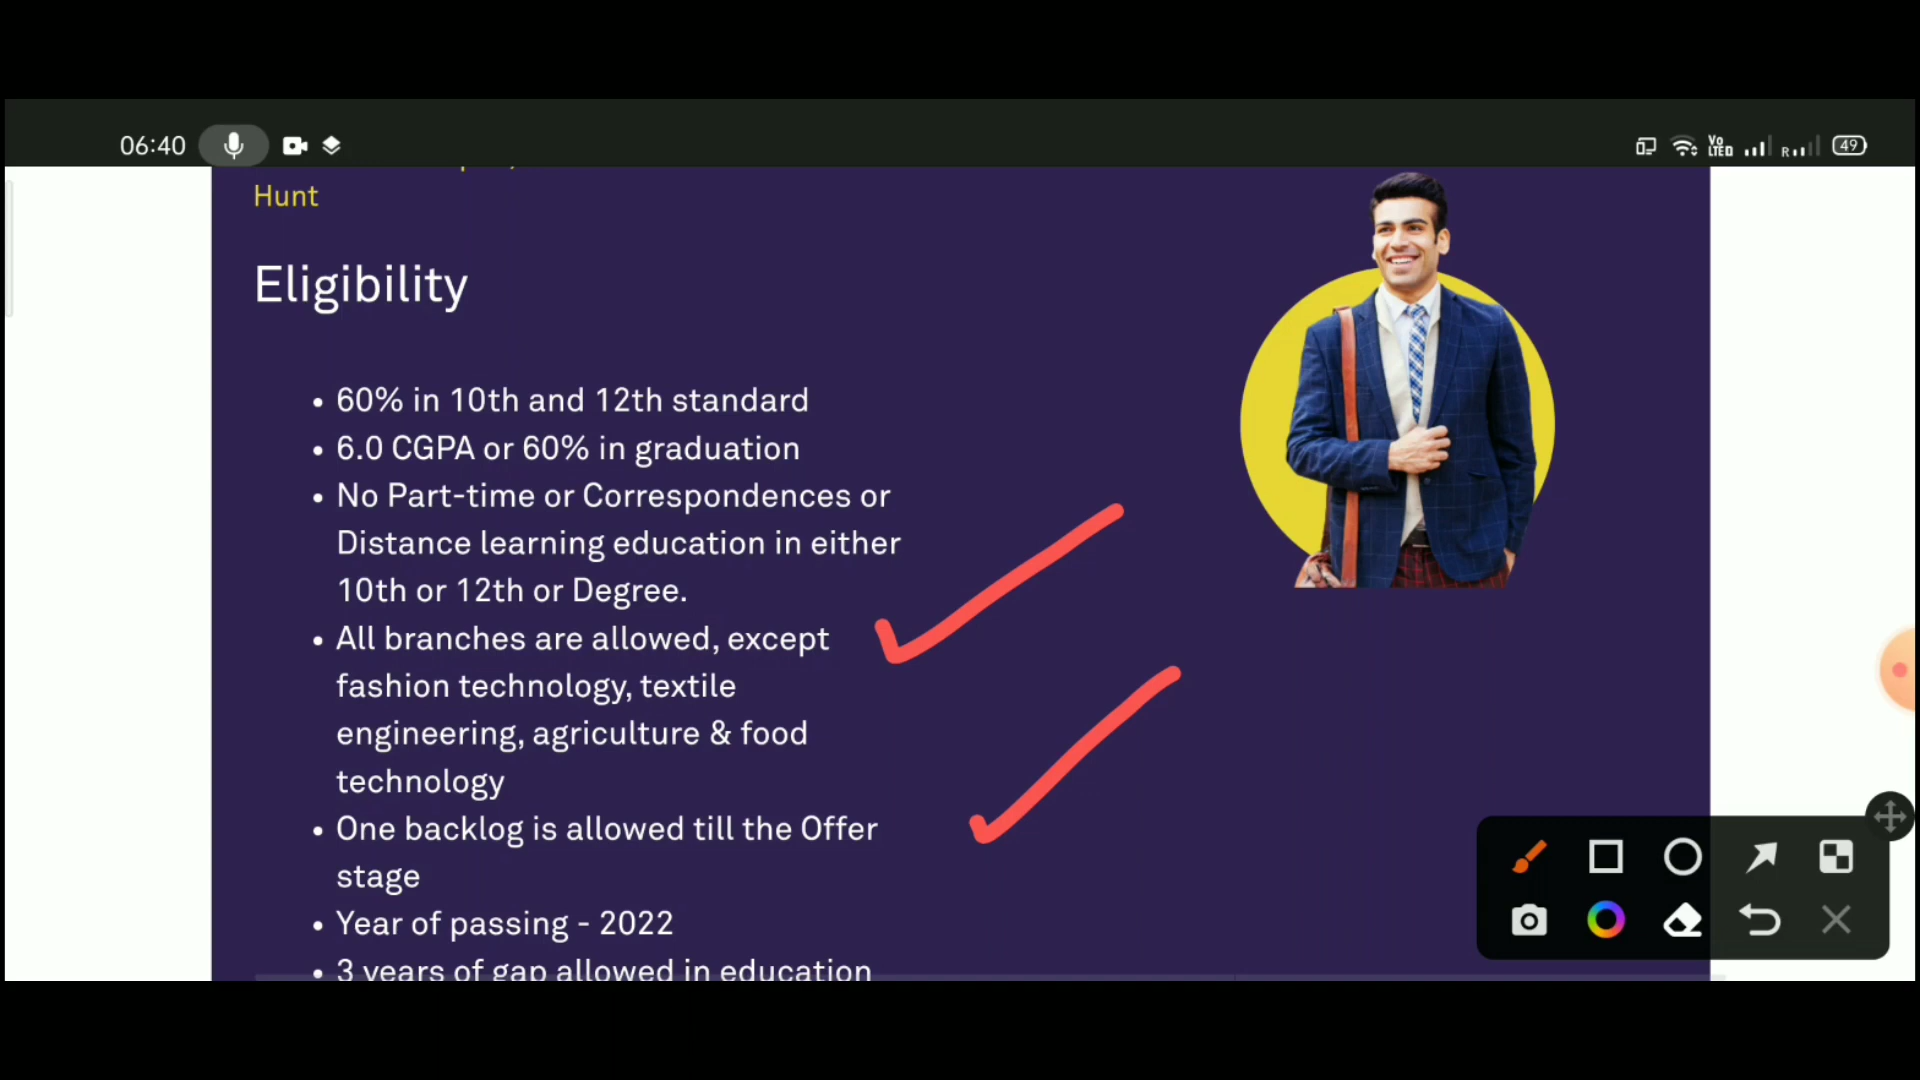 06:40
Vo
LTED
R
49
Hunt
Eligibility
• 60% in 10th and 12th standard
• 6.0 CGPA or 60% in graduation
• No Part-time or Correspondences or
Distance learning education in either
10th or 12th or Degree.
• All branches are allowed, except
fashion technology, textile
engineering, agriculture & food
technology
• One backlog is allowed till the Offer
stage
• Year of passing - 2022
• 3 years of gap allowed in education